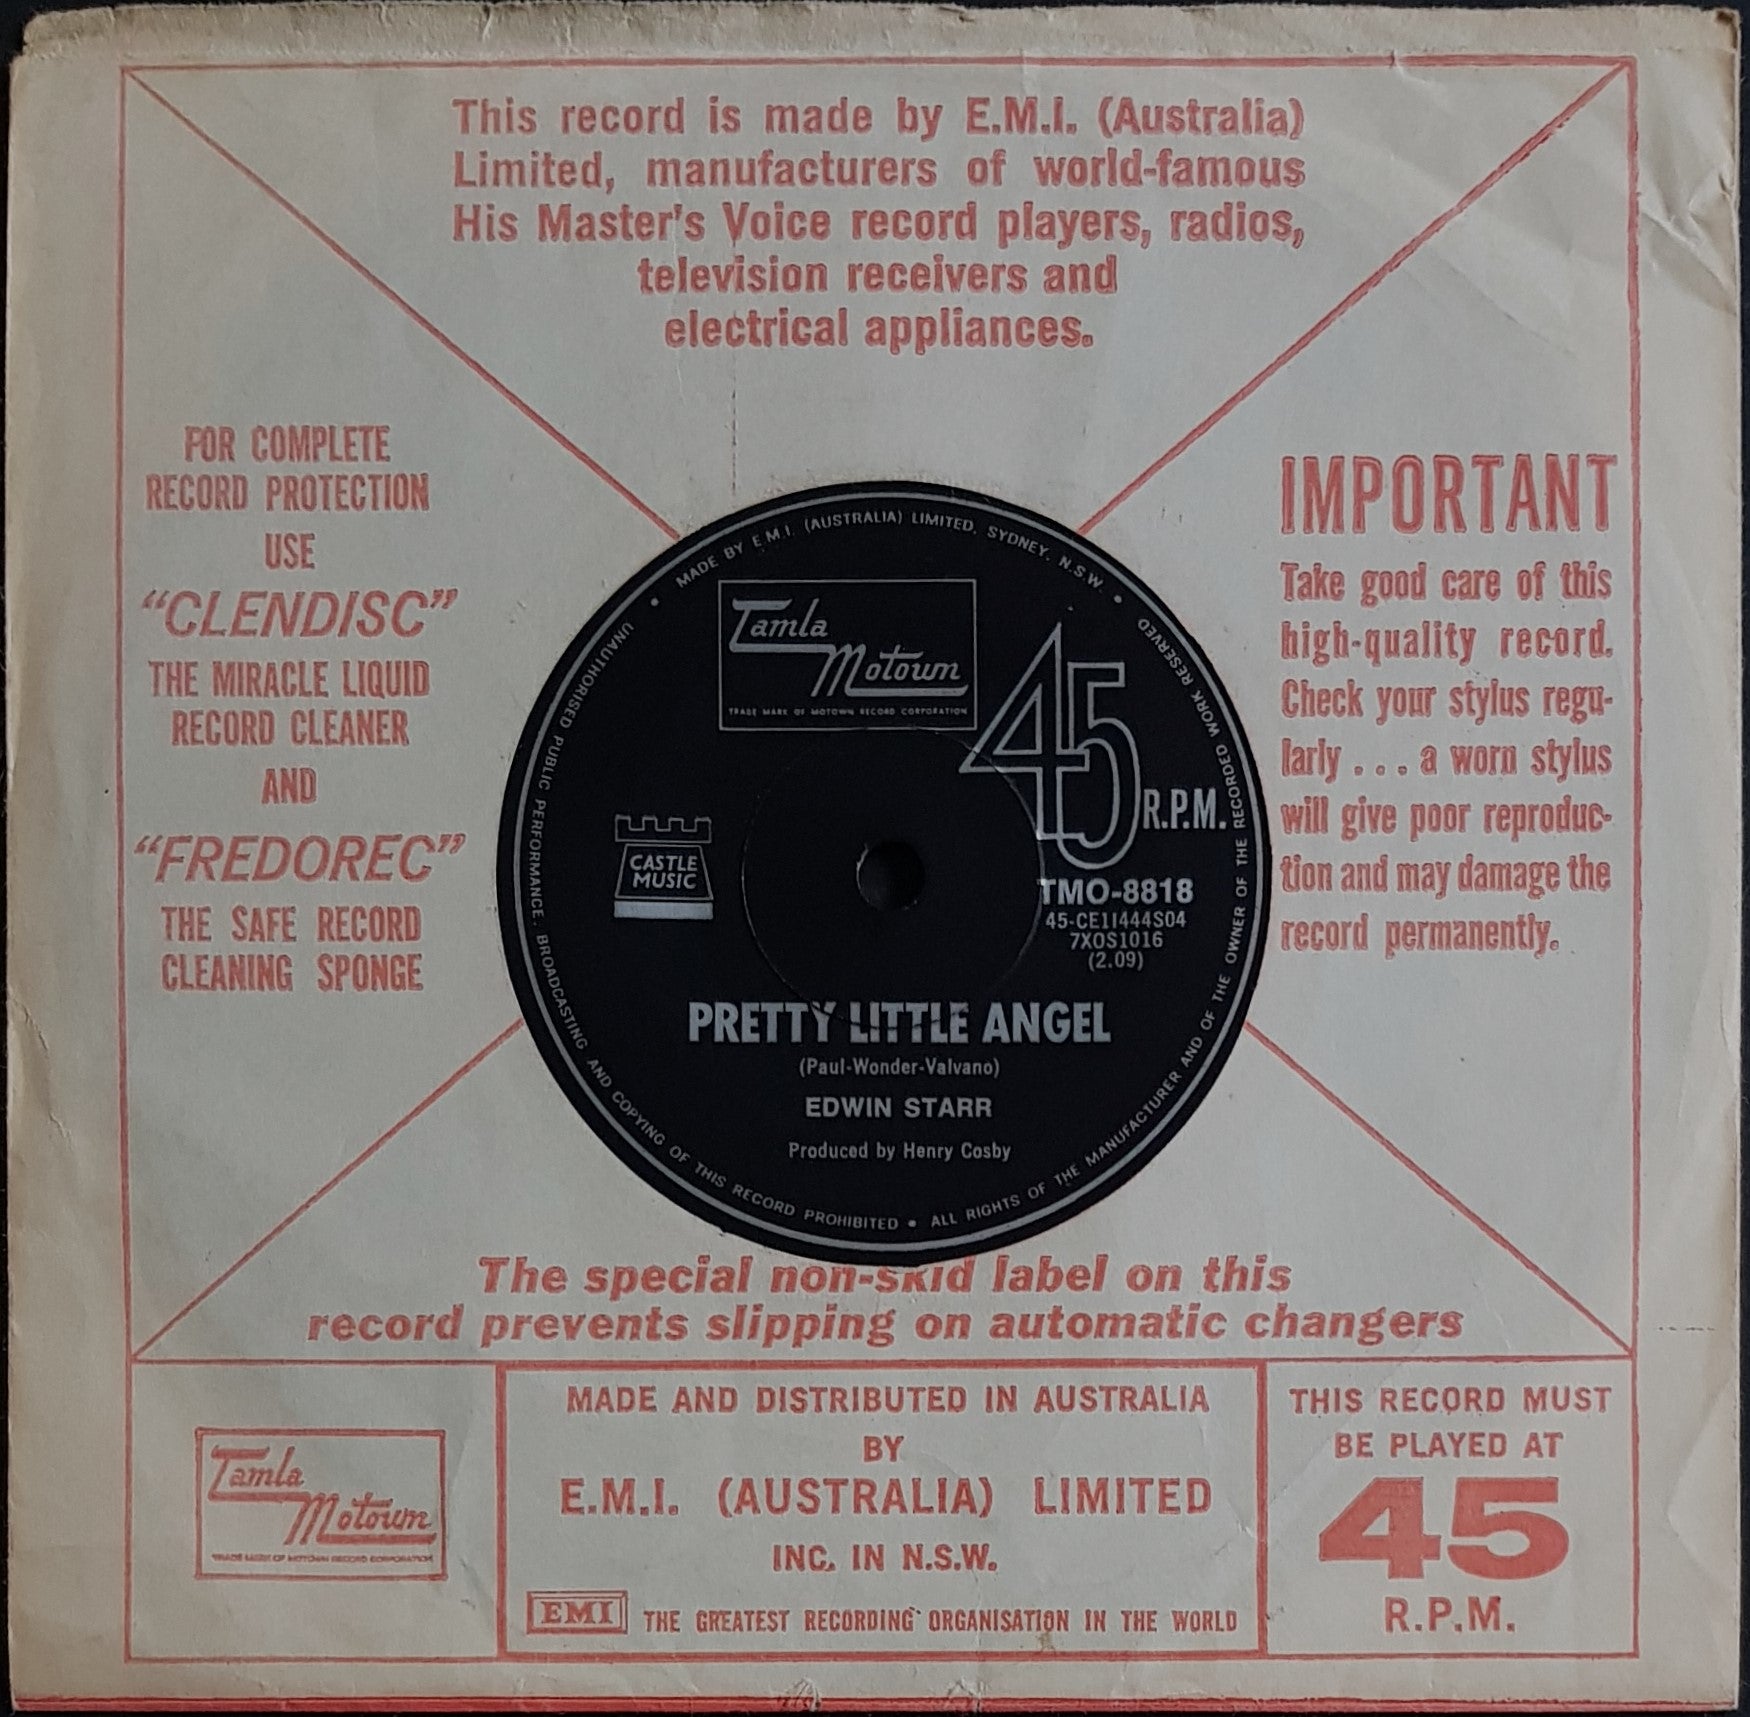 This record is made by E.M.I. (Australia)
Limited, manufacturers of world-famous
His Master's Voice record players, radios,
television receivers and
electrical appliances.
FOR COMPLETE
RECORD PROTECTION
USE
“CLENDISC”
THE MIRACLE LIQUID
RECORD CLEANER
AND
“FREDOREC”
THE SAFE RECORD
CLEANING SPONGE
MADE BY E.M.I. (AUSTRALIA) LIMITED. SYDNEY. N.S.W.
UNAUTHORISED PUBLIC PERFORMANCE. BROADCASTING AND COPYING OF THIS RECORD PROHIBITED • ALL RIGHTS OF THE MANUFACTURER AND OF THE OWNER OF THE RECORDED WORK RESERVED •
Tamla
Motown
TRADE MARK OF MOTOWN RECORD CORPORATION
45 R.P.M.
CASTLE
MUSIC
TMO-8818
45-CE11444S04
7XOS1016
(2.09)
PRETTY LITTLE ANGEL
(Paul-Wonder-Valvano)
EDWIN STARR
Produced by Henry Cosby
IMPORTANT
Take good care of this
high-quality record.
Check your stylus regu-
larly . . . a worn stylus
will give poor reproduc-
tion and may damage the
record permanently.
The special non-skid label on this
record prevents slipping on automatic changers
Tamla
Motown
TRADE MARK OF MOTOWN RECORD CORPORATION
MADE AND DISTRIBUTED IN AUSTRALIA
BY
E.M.I. (AUSTRALIA) LIMITED
INC. IN N.S.W.
EMI THE GREATEST RECORDING ORGANISATION IN THE WORLD
THIS RECORD MUST
BE PLAYED AT
45
R.P.M.